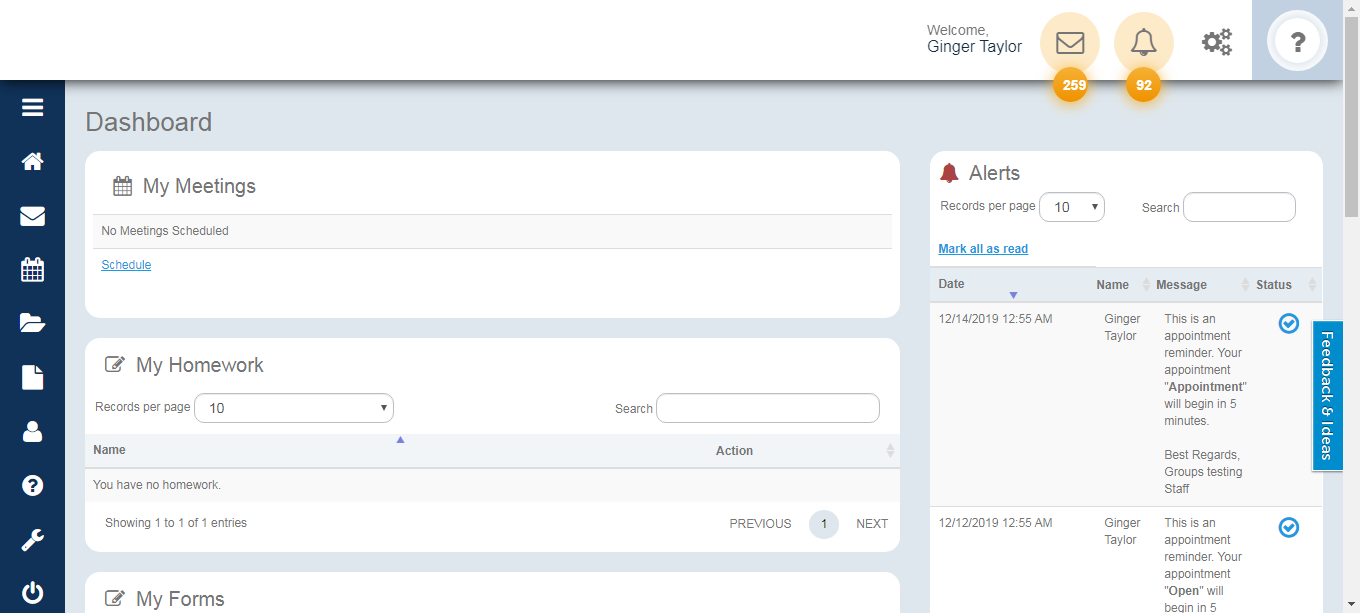 Welcome,
Ginger Taylor
259
92
?
Dashboard
My Meetings
No Meetings Scheduled
Schedule
My Homework
Records per page 10
Search
Name
Action
You have no homework.
Showing 1 to 1 of 1 entries
PREVIOUS 1 NEXT
My Forms
Alerts
Records per page 10
Search
Mark all as read
Date Name Message Status
12/14/2019 12:55 AM
Ginger
Taylor
This is an
appointment
reminder. Your
appointment
"Appointment"
will begin in 5
minutes.
Best Regards,
Groups testing
Staff
12/12/2019 12:55 AM
Ginger
Taylor
This is an
appointment
reminder. Your
appointment
"Open" will
begin in 5
Feedback & Ideas